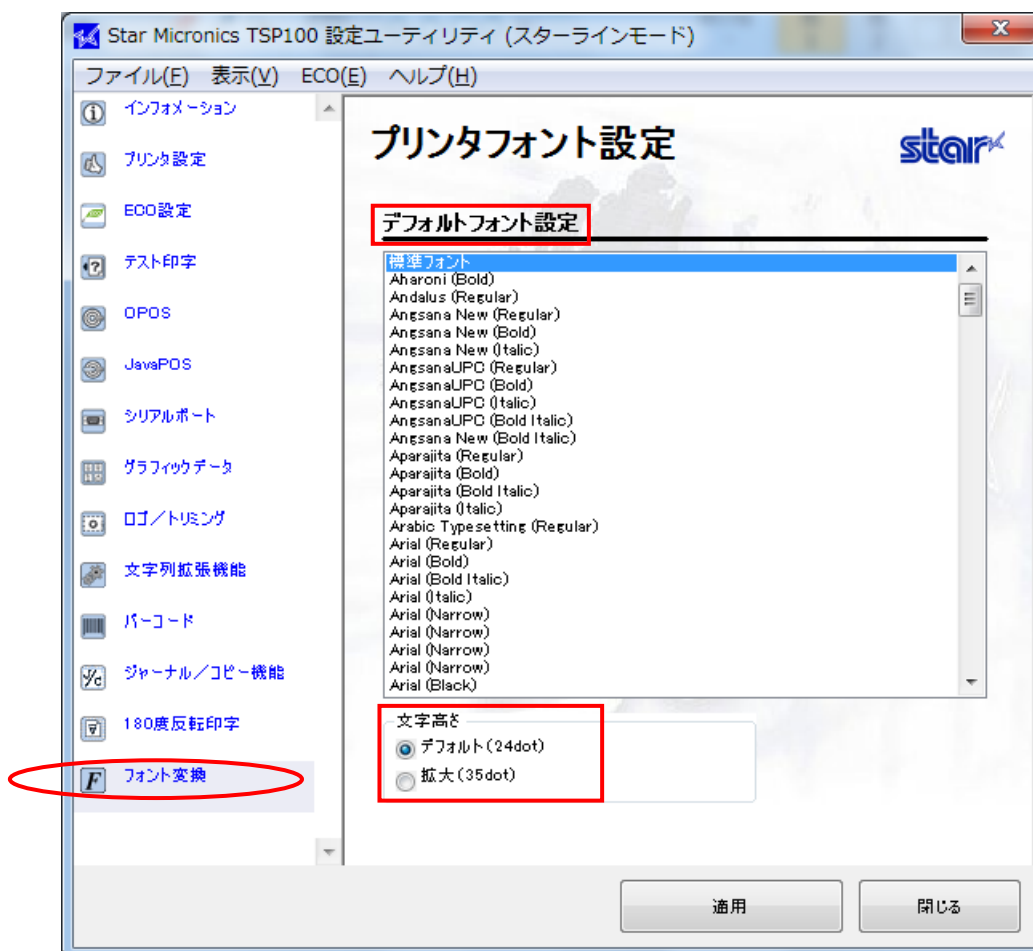 Star Micronics TSP100 設定ユーティリティ (スターラインモード)
ファイル(F) 表示(V) ECO(E) ヘルプ(H)
インフォメーション
プリンタ設定
ECO設定
テスト印字
OPOS
JavaPOS
シリアルポート
グラフィックデータ
ロゴ／トリミング
文字列拡張機能
バーコード
ジャーナル／コピー機能
180度反転印字
フォント変換
プリンタフォント設定
star
デフォルトフォント設定
標準フォント
Aharoni (Bold)
Andalus (Regular)
Angsana New (Regular)
Angsana New (Bold)
Angsana New (Italic)
AngsanaUPC (Regular)
AngsanaUPC (Bold)
AngsanaUPC (Italic)
AngsanaUPC (Bold Italic)
Angsana New (Bold Italic)
Aparajita (Regular)
Aparajita (Bold)
Aparajita (Bold Italic)
Aparajita (Italic)
Arabic Typesetting (Regular)
Arial (Regular)
Arial (Bold)
Arial (Bold Italic)
Arial (Italic)
Arial (Narrow)
Arial (Narrow)
Arial (Narrow)
Arial (Narrow)
Arial (Black)
文字高さ
デフォルト(24dot)
拡大(35dot)
適用
閉じる